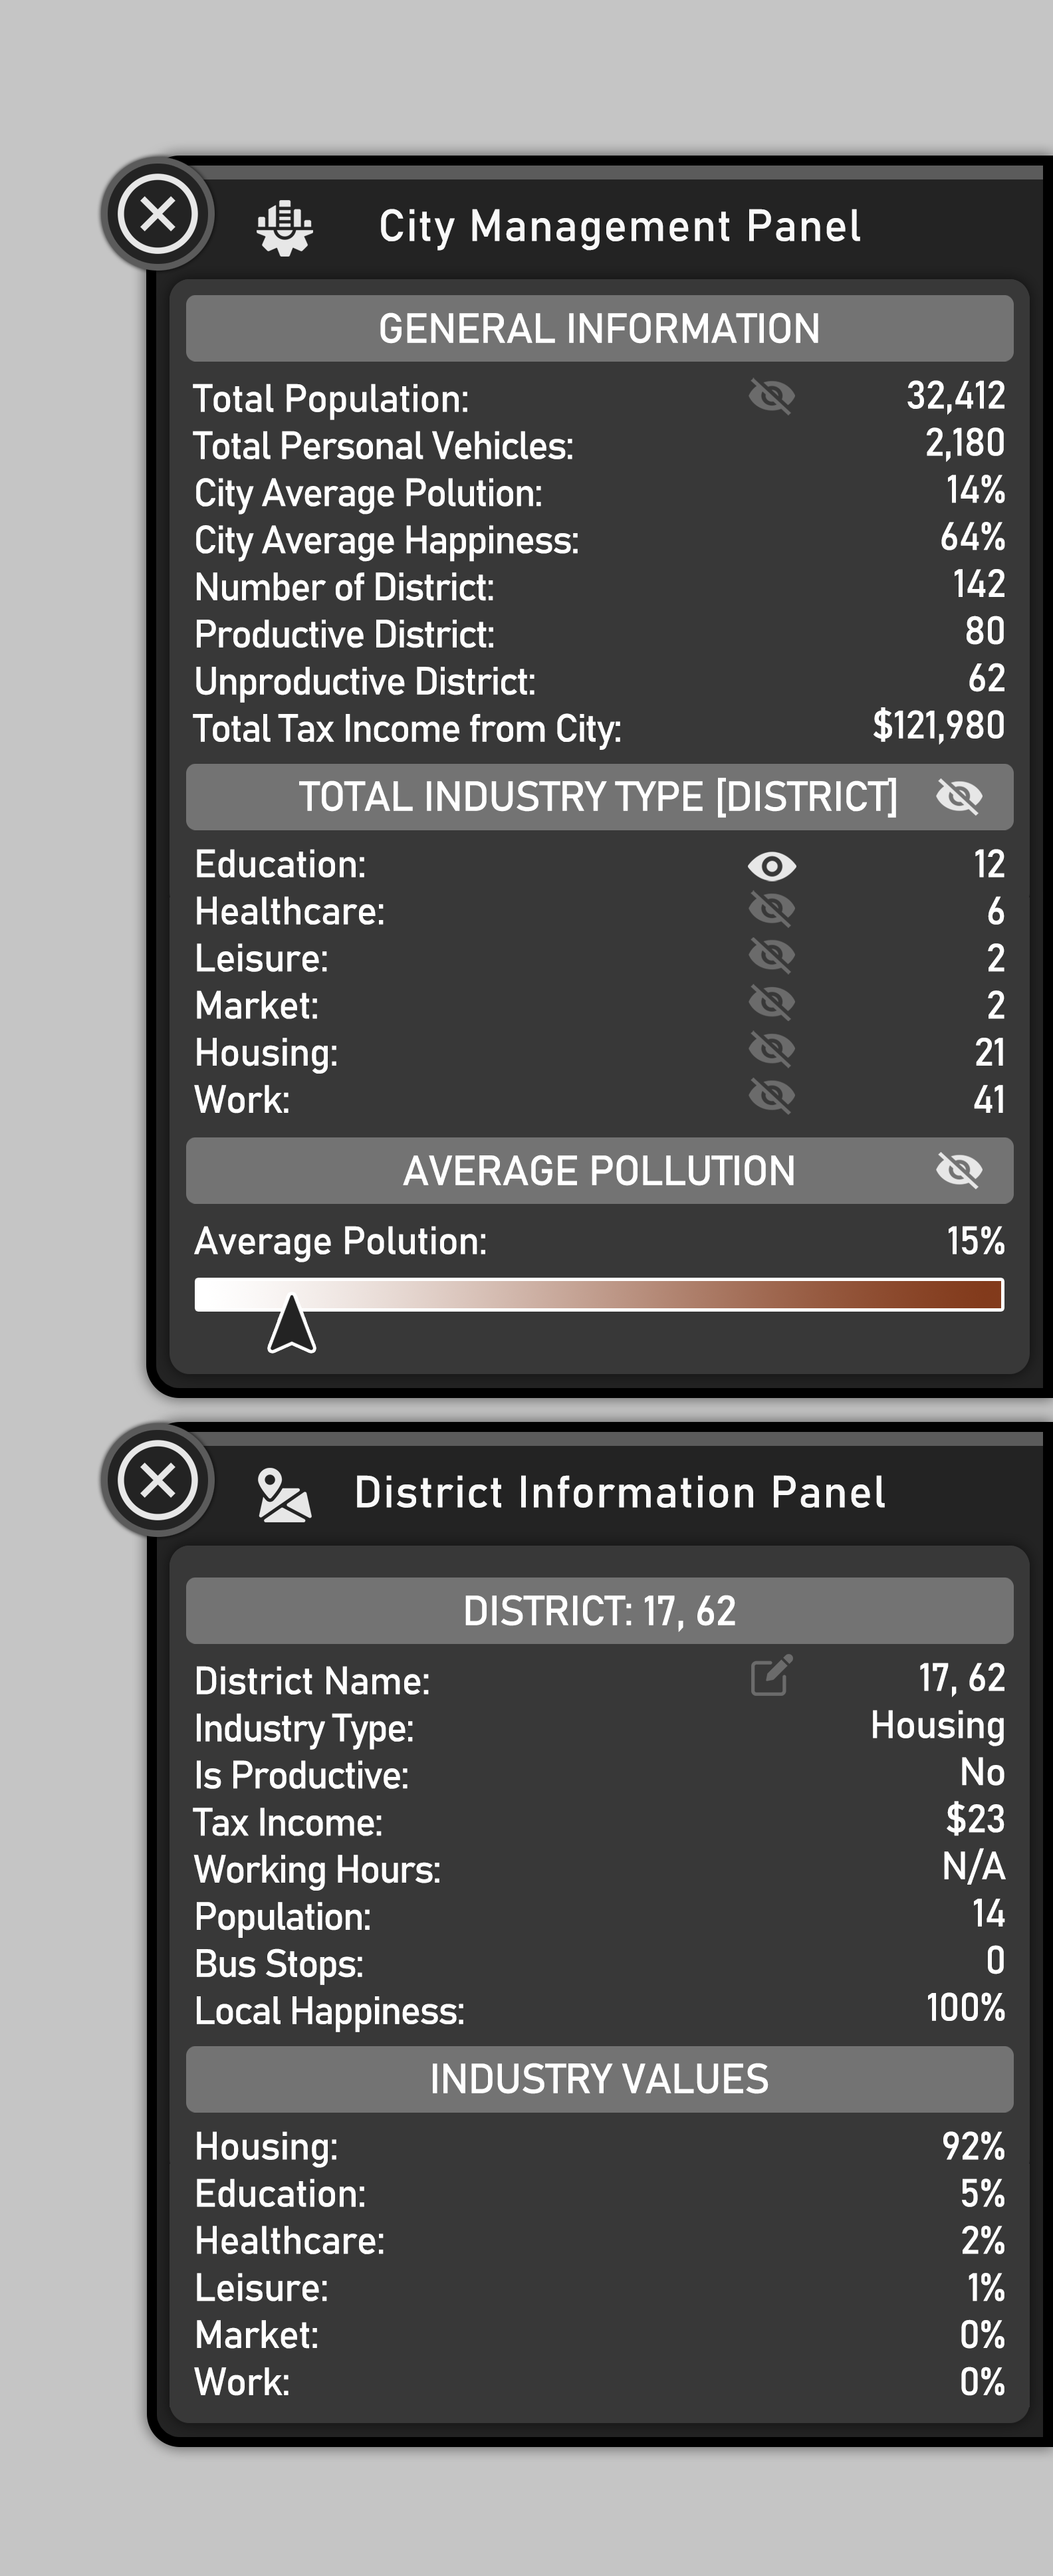 City Management Panel
GENERAL INFORMATION
Total Population: 32,412
Total Personal Vehicles: 2,180
City Average Polution: 14%
City Average Happiness: 64%
Number of District: 142
Productive District: 80
Unproductive District: 62
Total Tax Income from City: $121,980
TOTAL INDUSTRY TYPE [DISTRICT]
Education: 12
Healthcare: 6
Leisure: 2
Market: 2
Housing: 21
Work: 41
AVERAGE POLLUTION
Average Polution: 15%
District Information Panel
DISTRICT: 17, 62
District Name: 17, 62
Industry Type: Housing
Is Productive: No
Tax Income: $23
Working Hours: N/A
Population: 14
Bus Stops: 0
Local Happiness: 100%
INDUSTRY VALUES
Housing: 92%
Education: 5%
Healthcare: 2%
Leisure: 1%
Market: 0%
Work: 0%